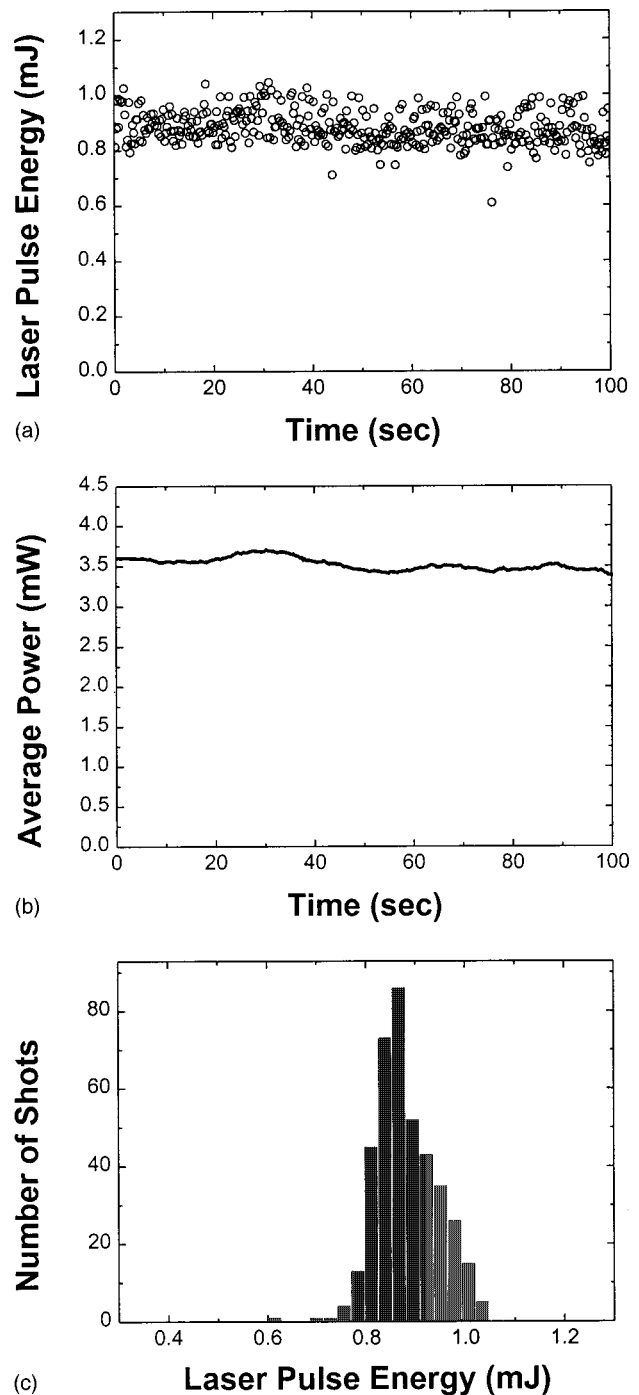 Laser Pulse Energy (mJ)
1.2
1.0
0.8
0.6
0.4
0.2
0.0
0 20 40 60 80 100
Time (sec)
(a)
Average Power (mW)
4.5
4.0
3.5
3.0
2.5
2.0
1.5
1.0
0.5
0.0
0 20 40 60 80 100
Time (sec)
(b)
Number of Shots
80
60
40
20
0
0.4 0.6 0.8 1.0 1.2
Laser Pulse Energy (mJ)
(c)